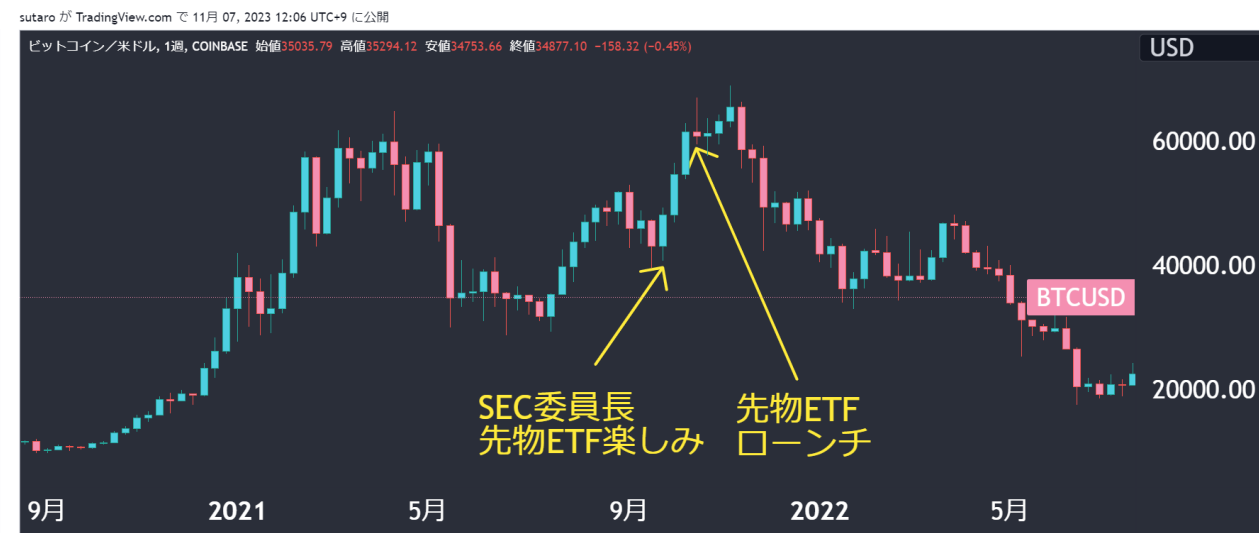 sutaro が TradingView.com で 11月 07, 2023 12:06 UTC+9 に公開
ビットコイン／米ドル, 1週, COINBASE 始値35035.79 高値35294.12 安値34753.66 終値34877.10 −158.32 (−0.45%)
USD
60000.00
40000.00
BTCUSD
20000.00
SEC委員長
先物ETF楽しみ
先物ETF
ローンチ
9月 2021 5月 9月 2022 5月